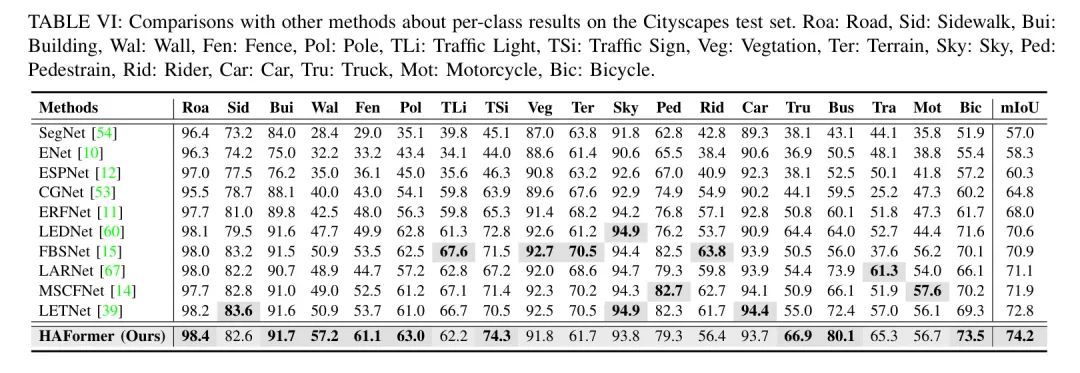 TABLE VI: Comparisons with other methods about per-class results on the Cityscapes test set. Roa: Road, Sid: Sidewalk, Bui:
Building, Wal: Wall, Fen: Fence, Pol: Pole, TLi: Traffic Light, TSi: Traffic Sign, Veg: Vegtation, Ter: Terrain, Sky: Sky, Ped:
Pedestrain, Rid: Rider, Car: Car, Tru: Truck, Mot: Motorcycle, Bic: Bicycle.
Methods Roa Sid Bui Wal Fen Pol TLi TSi Veg Ter Sky Ped Rid Car Tru Bus Tra Mot Bic mIoU
SegNet [54] 96.4 73.2 84.0 28.4 29.0 35.1 39.8 45.1 87.0 63.8 91.8 62.8 42.8 89.3 38.1 43.1 44.1 35.8 51.9 57.0
ENet [10] 96.3 74.2 75.0 32.2 33.2 43.4 34.1 44.0 88.6 61.4 90.6 65.5 38.4 90.6 36.9 50.5 48.1 38.8 55.4 58.3
ESPNet [12] 97.0 77.5 76.2 35.0 36.1 45.0 35.6 46.3 90.8 63.2 92.6 67.0 40.9 92.3 38.1 52.5 50.1 41.8 57.2 60.3
CGNet [53] 95.5 78.7 88.1 40.0 43.0 54.1 59.8 63.9 89.6 67.6 92.9 74.9 54.9 90.2 44.1 59.5 25.2 47.3 60.2 64.8
ERFNet [11] 97.7 81.0 89.8 42.5 48.0 56.3 59.8 65.3 91.4 68.2 94.2 76.8 57.1 92.8 50.8 60.1 51.8 47.3 61.7 68.0
LEDNet [60] 98.1 79.5 91.6 47.7 49.9 62.8 61.3 72.8 92.6 61.2 94.9 76.2 53.7 90.9 64.4 64.0 52.7 44.4 71.6 70.6
FBSNet [15] 98.0 83.2 91.5 50.9 53.5 62.5 67.6 71.5 92.7 70.5 94.4 82.5 63.8 93.9 50.5 56.0 37.6 56.2 70.1 70.9
LARNet [67] 98.0 82.2 90.7 48.9 44.7 57.2 62.8 67.2 92.0 68.6 94.7 79.3 59.8 93.9 54.4 73.9 61.3 54.0 66.1 71.1
MSCFNet [14] 97.7 82.8 91.0 49.0 52.5 61.2 67.1 71.4 92.3 70.2 94.3 82.7 62.7 94.1 50.9 66.1 51.9 57.6 70.2 71.9
LETNet [39] 98.2 83.6 91.6 50.9 53.7 61.0 66.7 70.5 92.5 70.5 94.9 82.3 61.7 94.4 55.0 72.4 57.0 56.1 69.3 72.8
HAFormer (Ours) 98.4 82.6 91.7 57.2 61.1 63.0 62.2 74.3 91.8 61.7 93.8 79.3 56.4 93.7 66.9 80.1 65.3 56.7 73.5 74.2